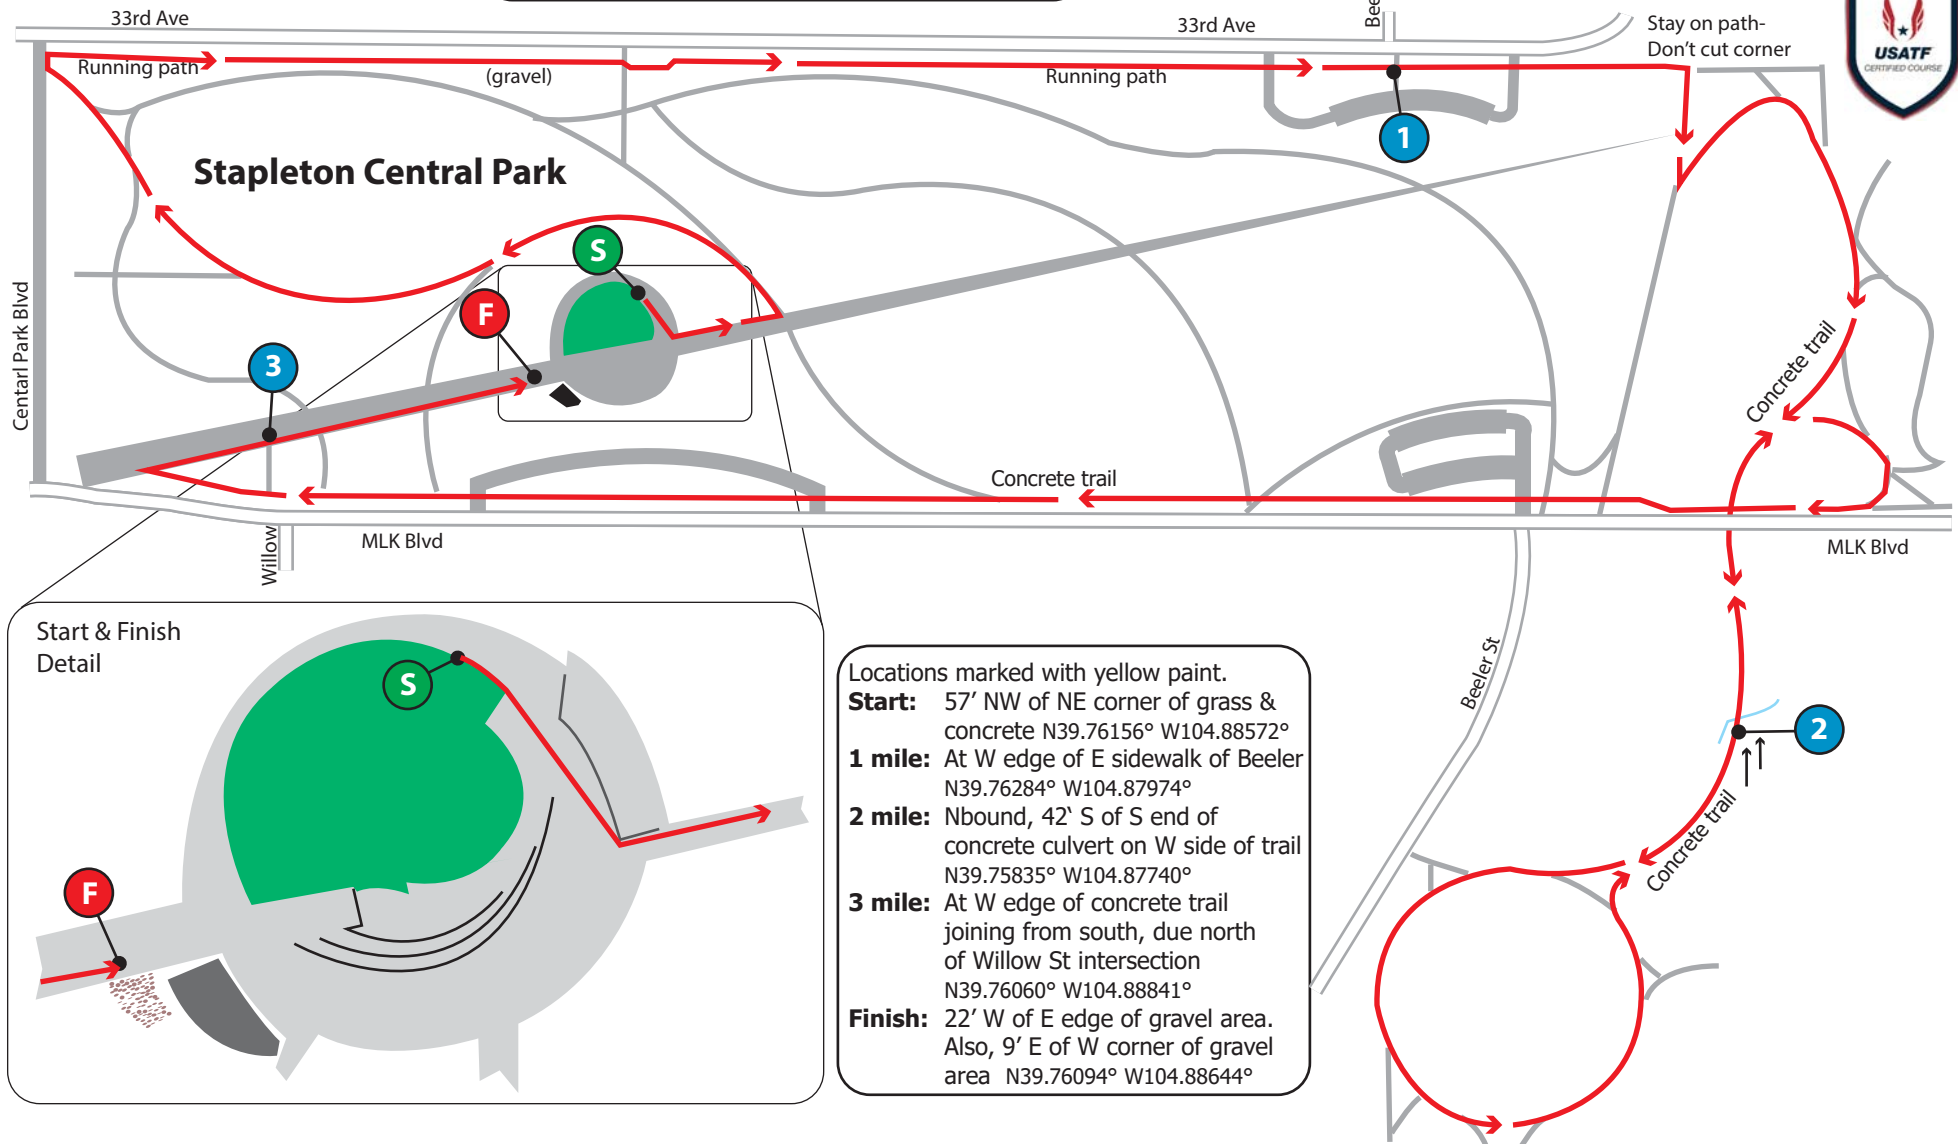 33rd Ave
33rd Ave
Bee
Stay on path-
Don't cut corner
USATF
CERTIFIED COURSE
Running path
(gravel)
Running path
1
Stapleton Central Park
S
F
3
Centarl Park Blvd
Concrete trail
Concrete trail
Willow
MLK Blvd
MLK Blvd
Start & Finish
Detail
S
F
Beeler St
2
Concrete trail
Locations marked with yellow paint.
Start: 57' NW of NE corner of grass &
concrete N39.76156° W104.88572°
1 mile: At W edge of E sidewalk of Beeler
N39.76284° W104.87974°
2 mile: Nbound, 42‘ S of S end of
concrete culvert on W side of trail
N39.75835° W104.87740°
3 mile: At W edge of concrete trail
joining from south, due north
of Willow St intersection
N39.76060° W104.88841°
Finish: 22' W of E edge of gravel area.
Also, 9' E of W corner of gravel
area N39.76094° W104.88644°